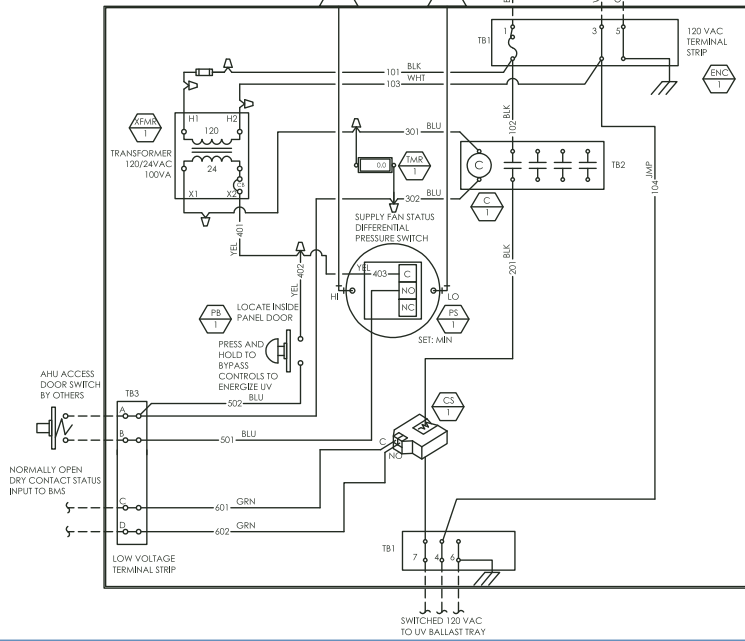 TB1
1
3
5
120 VAC
TERMINAL
STRIP
ENC
1
101 BLK
103 WHT
BLK
102
XFMR
1
H1 H2
120
TRANSFORMER
120/24VAC
100VA
24
X1 X2
CB
301 BLU
0.0
TMR
1
302 BLU
C
TB2
C
1
JMP
104
YEL 401
SUPPLY FAN STATUS
DIFFERENTIAL
PRESSURE SWITCH
YEL 402
YEL 403
C
NO
NC
HI
LO
BLK
201
PB
1
LOCATE INSIDE
PANEL DOOR
PS
1
SET: MIN
PRESS AND
HOLD TO
BYPASS
CONTROLS TO
ENERGIZE UV
AHU ACCESS
DOOR SWITCH
BY OTHERS
TB3
502 BLU
CS
1
A
B
501 BLU
C
NO
NORMALLY OPEN
DRY CONTACT STATUS
INPUT TO BMS
C
601 GRN
D
602 GRN
TB1
7
4
6
LOW VOLTAGE
TERMINAL STRIP
SWITCHED 120 VAC
TO UV BALLAST TRAY